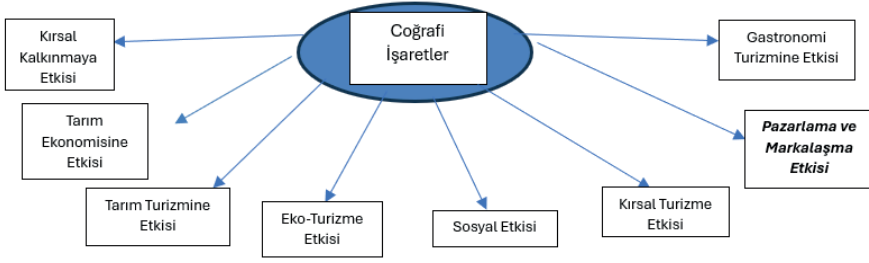 Coğrafi
İşaretler
Kırsal
Kalkınmaya
Etkisi
Gastronomi
Turizmine Etkisi
Tarım
Ekonomisine
Etkisi
Pazarlama ve
Markalaşma
Etkisi
Tarım Turizmine
Etkisi
Eko-Turizme
Etkisi
Sosyal Etkisi
Kırsal Turizme
Etkisi